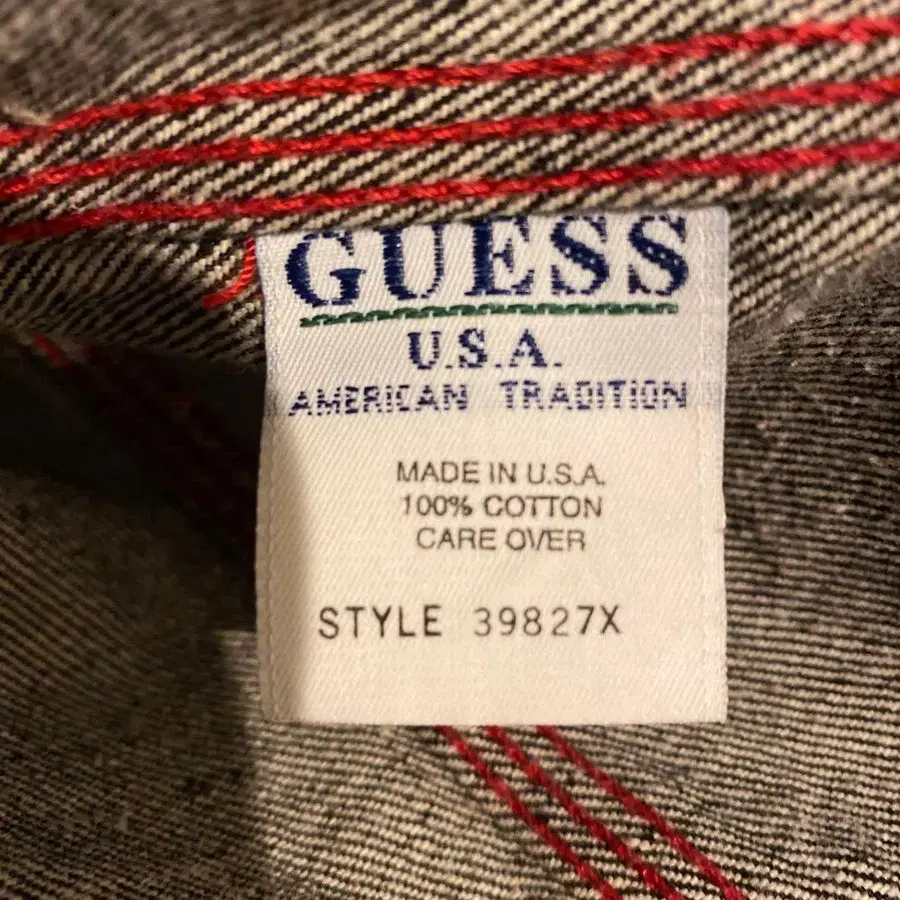 GUESS
U.S.A.
AMERICAN TRADITION
MADE IN U.S.A.
100% COTTON
CARE OVER
STYLE 39827X